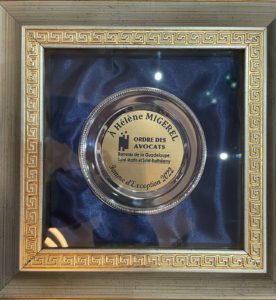 À Hélène MIGEREL
ORDRE DES
AVOCATS
Barreau de la Guadeloupe
Saint-Martin et Saint-Barthélemy
Femme d'Exception 2022